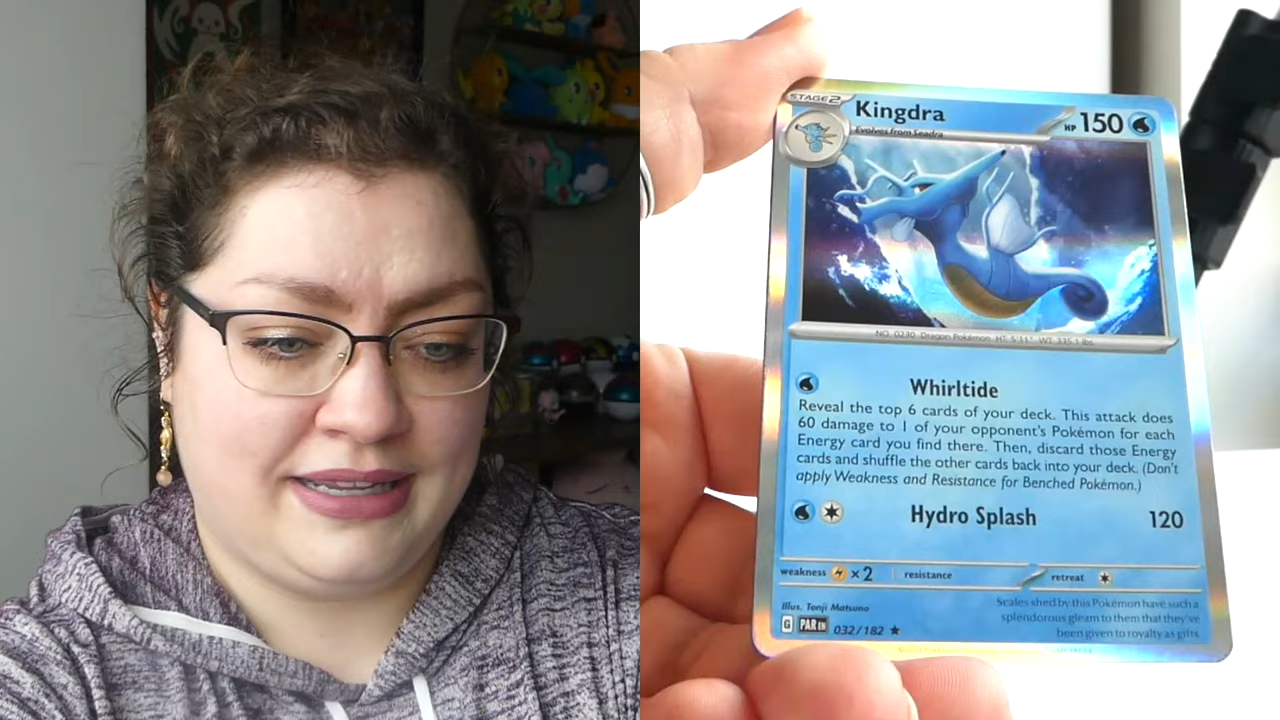 STAGE2
Kingdra
HP 150
Evolves from Seadra
NO. 0230 Dragon Pokémon HT: 5'11" WT: 335.1 lbs.
Whirltide
Reveal the top 6 cards of your deck. This attack does
60 damage to 1 of your opponent's Pokémon for each
Energy card you find there. Then, discard those Energy
cards and shuffle the other cards back into your deck. (Don't
apply Weakness and Resistance for Benched Pokémon.)
Hydro Splash 120
weakness ×2 resistance retreat
Illus. Tonji Matsuno
G PAR EN 032/182
Scales shed by this Pokémon have such a
splendorous gleam to them that they've
been given to royalty as gifts